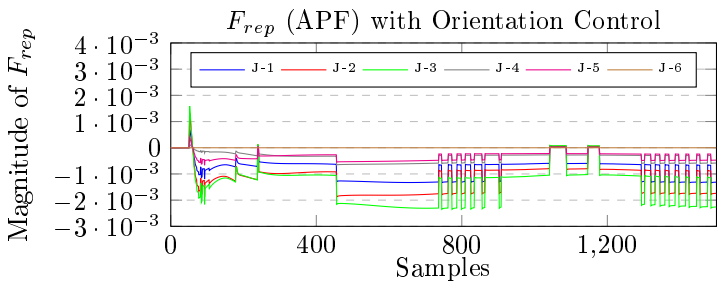 F_rep (APF) with Orientation Control
Magnitude of F_rep
4 · 10^−3
3 · 10^−3
2 · 10^−3
1 · 10^−3
0
−1 · 10^−3
−2 · 10^−3
−3 · 10^−3
J-1 J-2 J-3 J-4 J-5 J-6
0 400 800 1,200
Samples